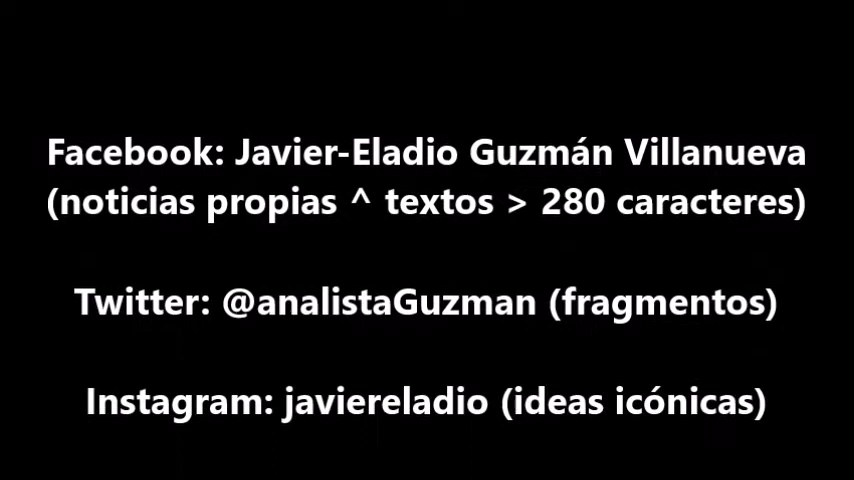 Facebook: Javier-Eladio Guzmán Villanueva
(noticias propias ^ textos > 280 caracteres)
Twitter: @analistaGuzman (fragmentos)
Instagram: javiereladio (ideas icónicas)